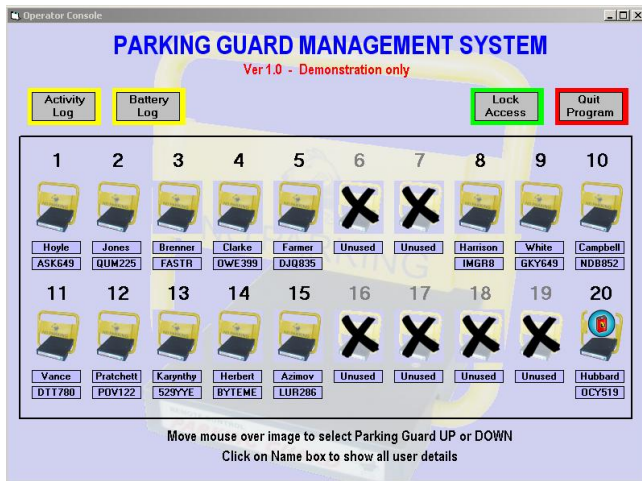 Operator Console
PARKING GUARD MANAGEMENT SYSTEM
Ver 1.0 - Demonstration only
Activity Log
Battery Log
Lock Access
Quit Program
1 2 3 4 5 6 7 8 9 10
Hoyle Jones Brenner Clarke Farmer Unused Unused Harrison White Campbell
ASK649 QUM225 FASTR OWE399 DJQ835 IMGR8 GKY649 NDB852
11 12 13 14 15 16 17 18 19 20
Vance Pratchett Karynthy Herbert Azimov Unused Unused Unused Unused Hubbard
DTT780 POV122 529YYE BYTEME LUR286 OCY519
Move mouse over image to select Parking Guard UP or DOWN
Click on Name box to show all user details